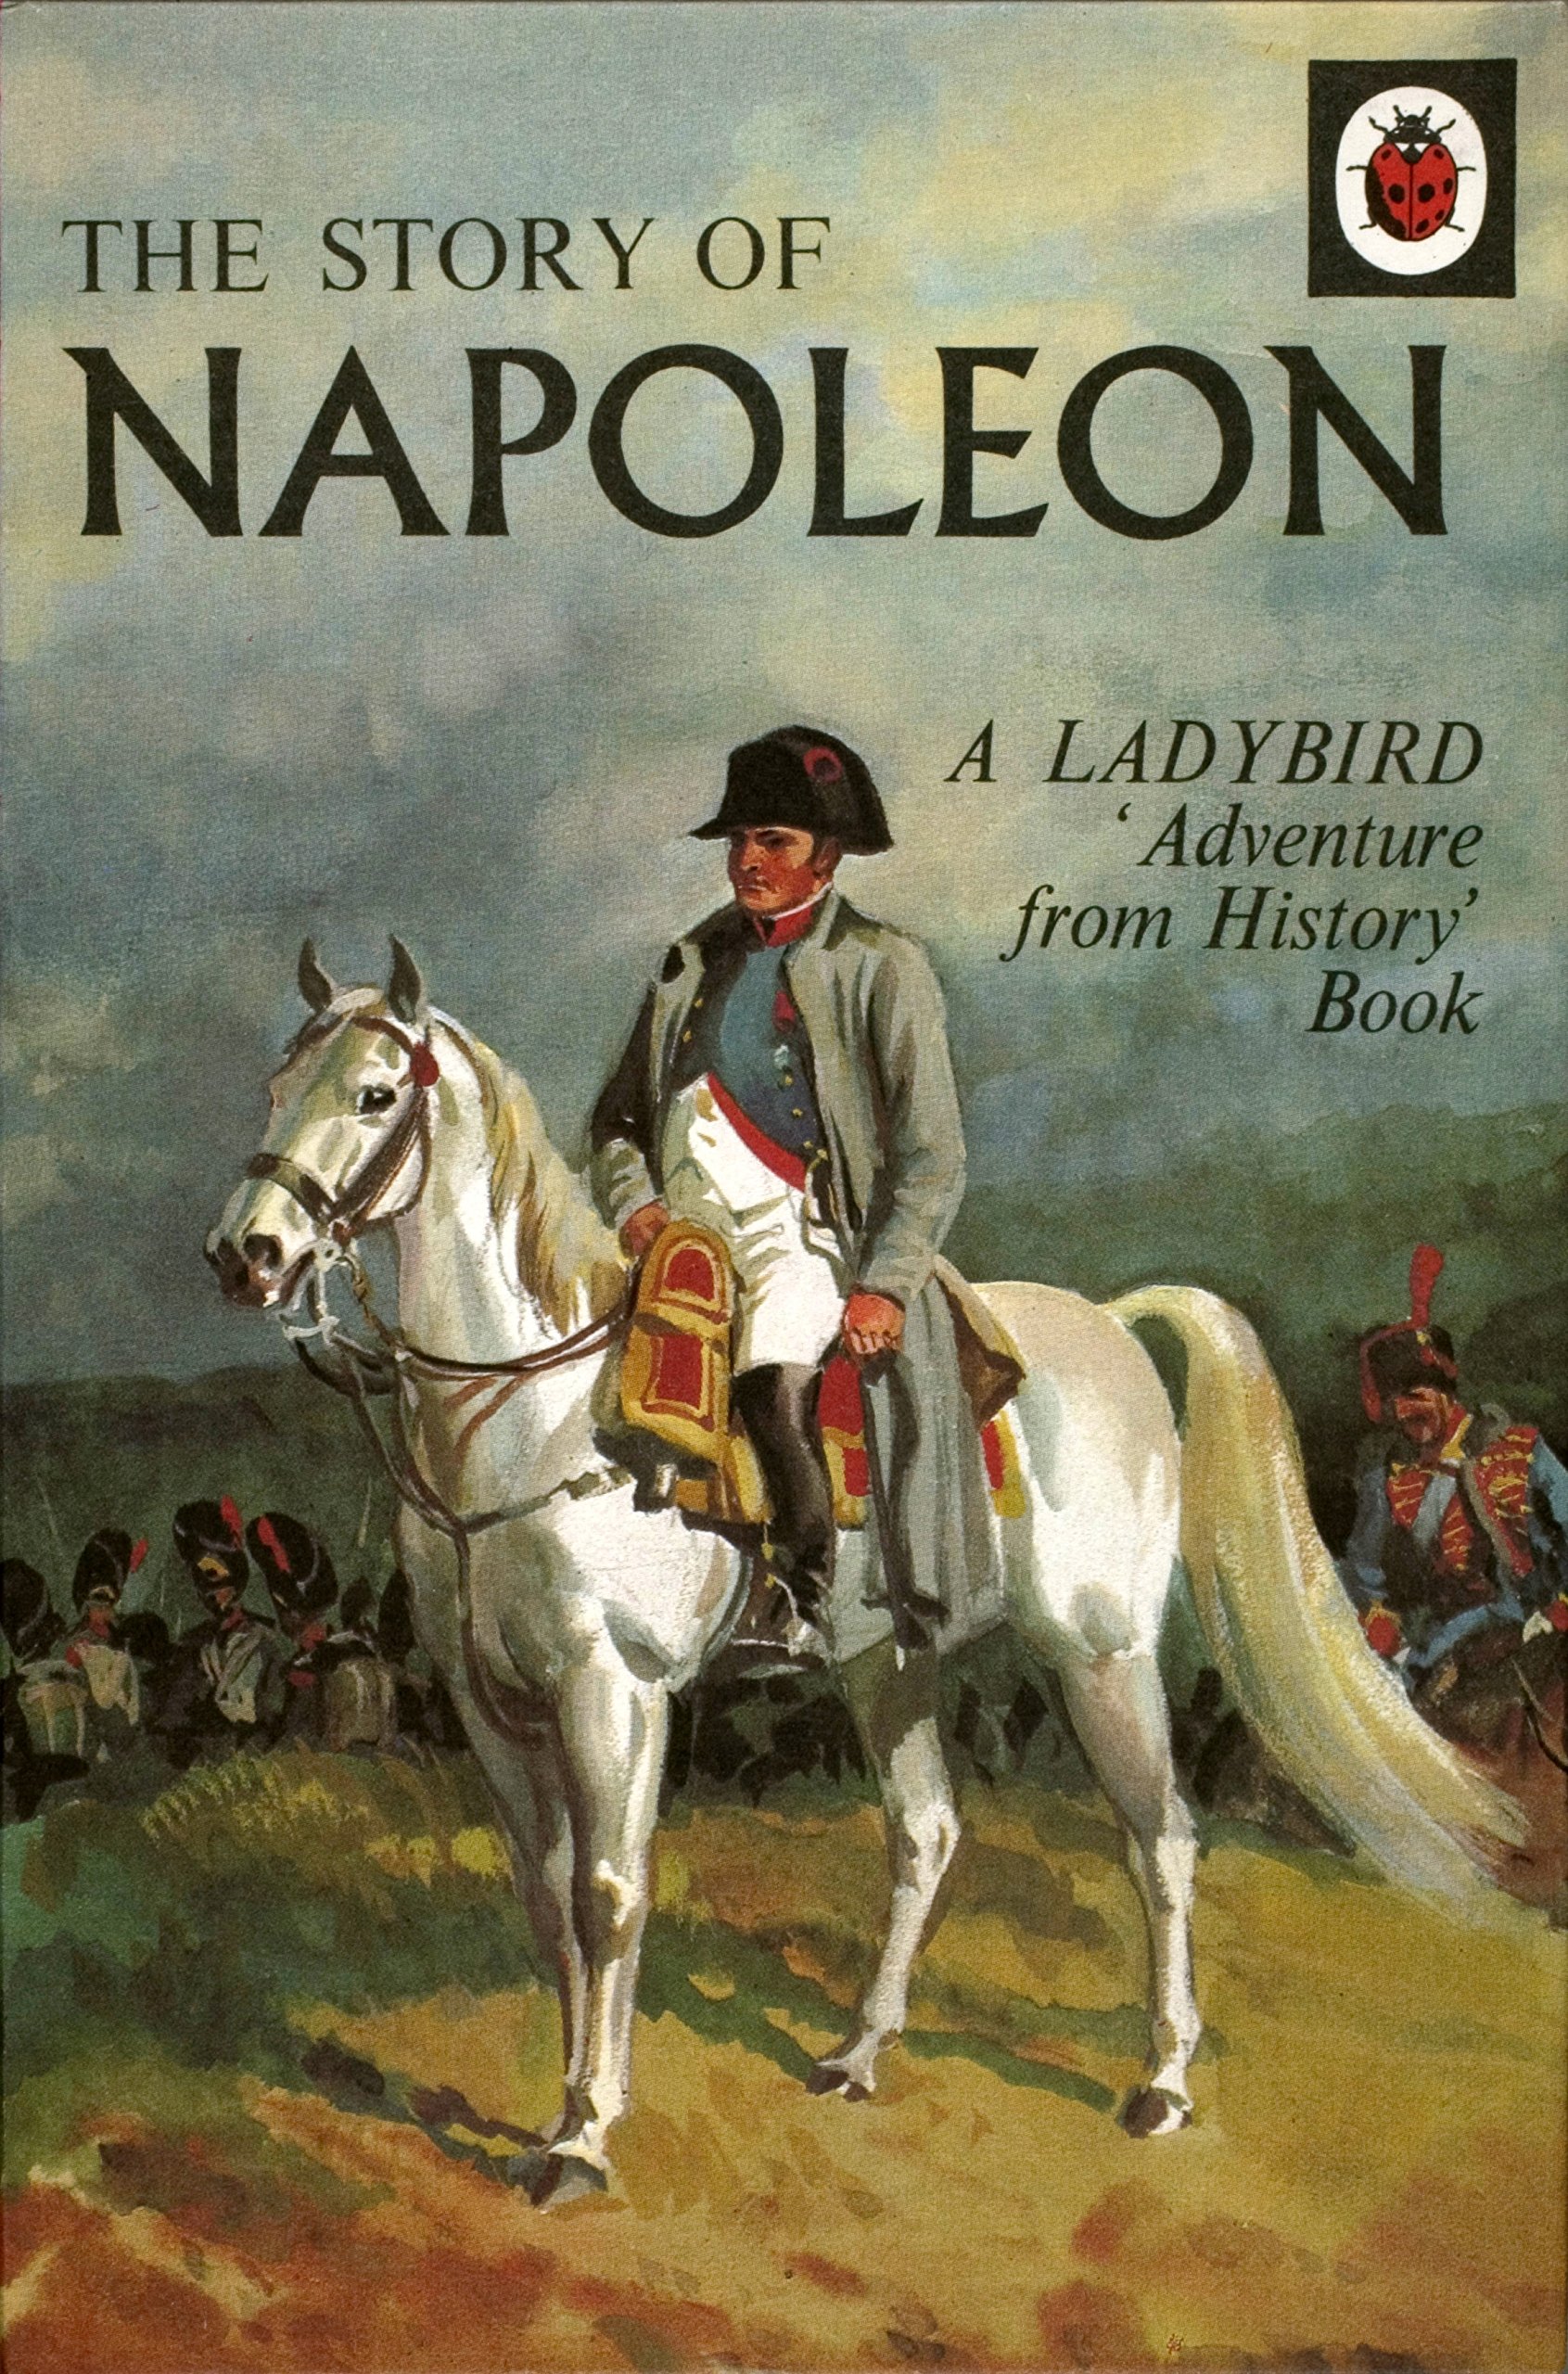 THE STORY OF
NAPOLEON
A LADYBIRD
‘Adventure
from History’
Book